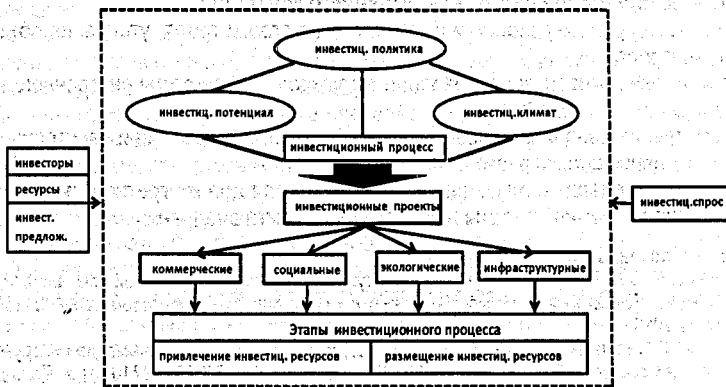 инвестиц. политика
инвестиц. потенциал
инвестиц.климат
инвестиционный процесс
инвесторы
ресурсы
инвест.
предлож.
инвестиционные проекты
инвестиц.спрос
коммерческие
социальные
экологические
инфраструктурные
Этапы инвестиционного процесса
привлечение инвестиц. ресурсов
размещение инвестиц. ресурсов